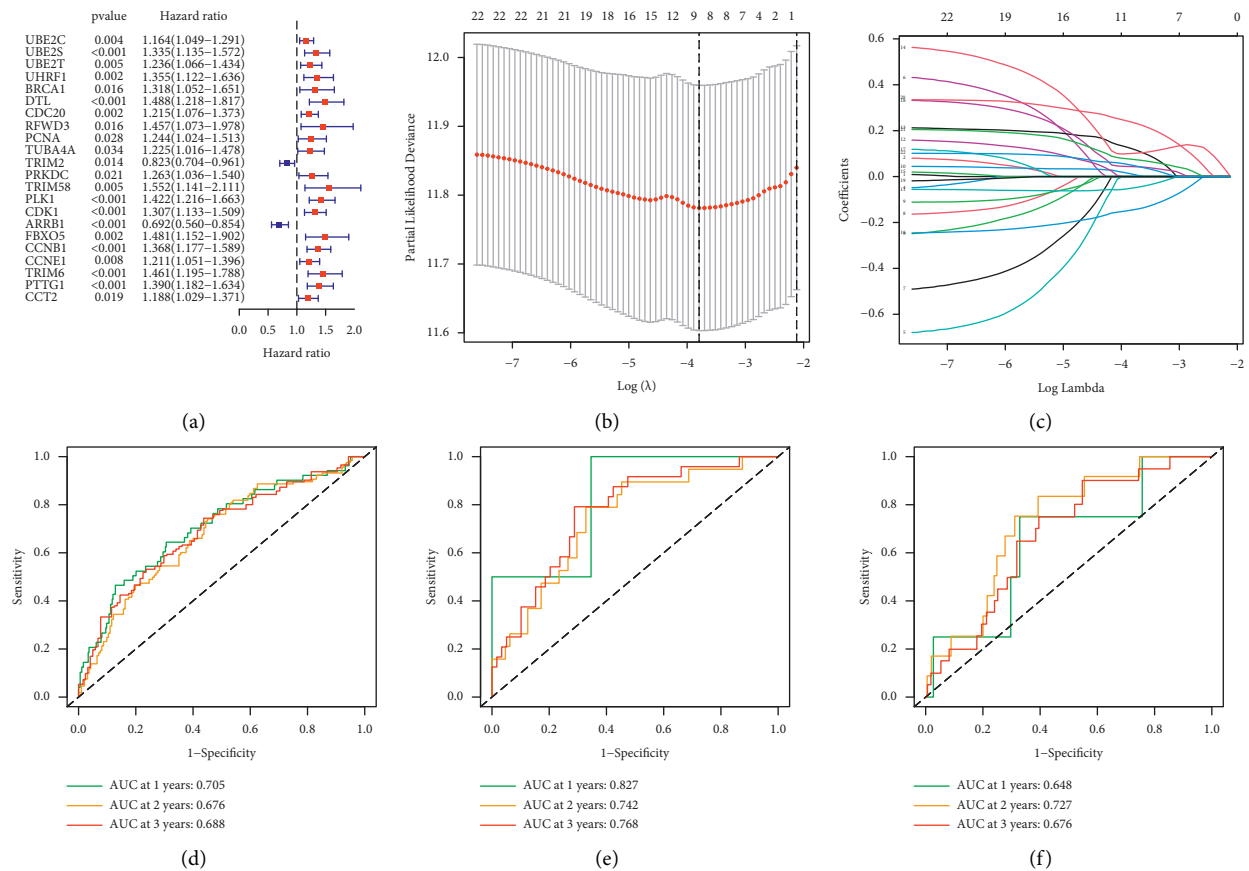 pvalue Hazard ratio
UBE2C 0.004 1.164(1.049−1.291)
UBE2S <0.001 1.335(1.135−1.572)
UBE2T 0.005 1.236(1.066−1.434)
UHRF1 0.002 1.355(1.122−1.636)
BRCA1 0.016 1.318(1.052−1.651)
DTL <0.001 1.488(1.218−1.817)
CDC20 0.002 1.215(1.076−1.373)
RFWD3 0.016 1.457(1.073−1.978)
PCNA 0.028 1.244(1.024−1.513)
TUBA4A 0.034 1.225(1.016−1.478)
TRIM2 0.014 0.823(0.704−0.961)
PRKDC 0.021 1.263(1.036−1.540)
TRIM58 0.005 1.552(1.141−2.111)
PLK1 <0.001 1.422(1.216−1.663)
CDK1 <0.001 1.307(1.133−1.509)
ARRB1 <0.001 0.692(0.560−0.854)
FBXO5 0.002 1.481(1.152−1.902)
CCNB1 <0.001 1.368(1.177−1.589)
CCNE1 0.008 1.211(1.051−1.396)
TRIM6 <0.001 1.461(1.195−1.788)
PTTG1 <0.001 1.390(1.182−1.634)
CCT2 0.019 1.188(1.029−1.371)
0.0 0.5 1.0 1.5 2.0
Hazard ratio
(a)
22 22 22 21 21 19 16 (15) 12 9 8 8 7 4 2 1
12.0
11.9
11.8
11.7
11.6
Partial Likelihood Deviance
−7 −6 −5 −4 −3 −2
Log (λ)
(b)
22 19 16 11 7 0
0.6
0.4
0.2
0.0
−0.2
−0.4
−0.6
Coefficients
−7 −6 −5 −4 −3 −2
Log Lambda
(c)
1.0
0.8
0.6
0.4
0.2
0.0
Sensitivity
0.0 0.2 0.4 0.6 0.8 1.0
1−Specificity
AUC at 1 years: 0.705
AUC at 2 years: 0.676
AUC at 3 years: 0.688
(d)
1.0
0.8
0.6
0.4
0.2
0.0
Sensitivity
0.0 0.2 0.4 0.6 0.8 1.0
1−Specificity
AUC at 1 years: 0.827
AUC at 2 years: 0.742
AUC at 3 years: 0.768
(e)
1.0
0.8
0.6
0.4
0.2
0.0
Sensitivity
0.0 0.2 0.4 0.6 0.8 1.0
1−Specificity
AUC at 1 years: 0.648
AUC at 2 years: 0.727
AUC at 3 years: 0.676
(f)